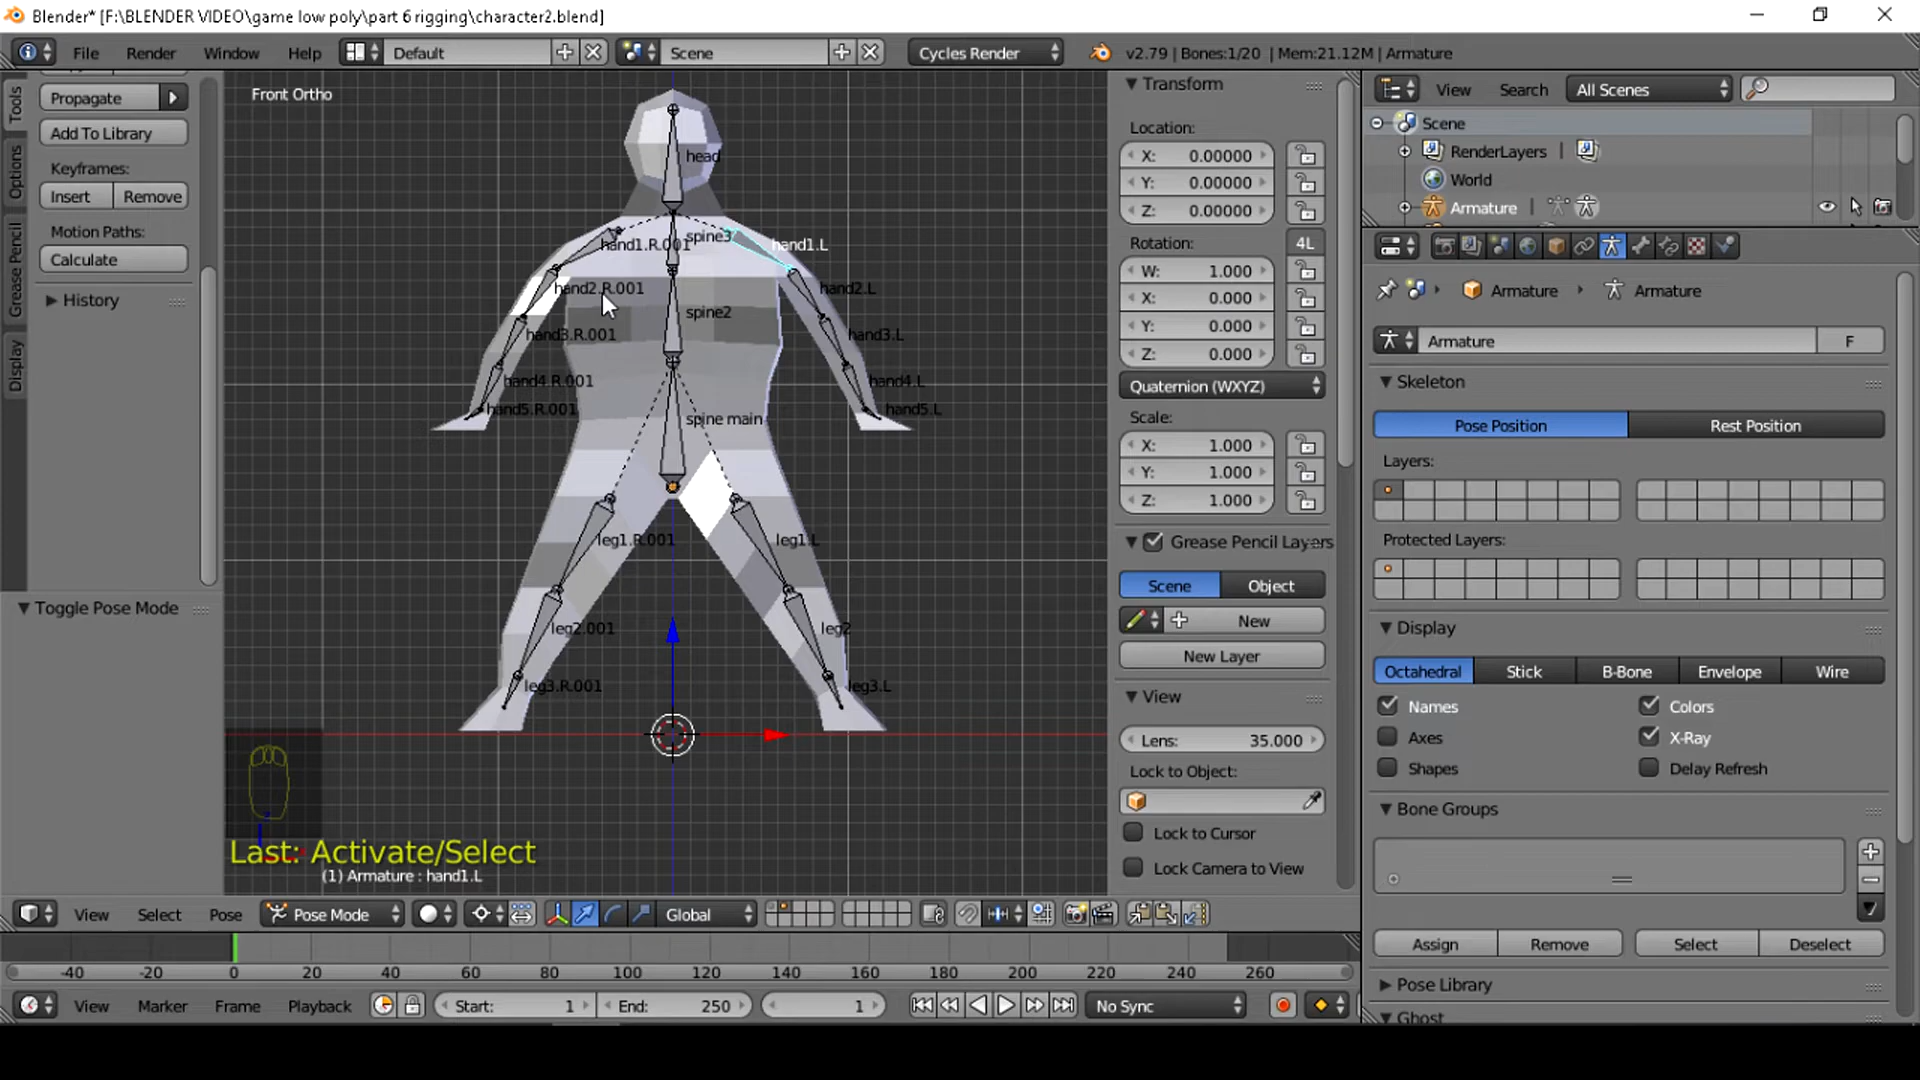 Blender* [F:\BLENDER VIDEO\game low poly\part 6 rigging\character2.blend]
File Render Window Help Default Scene Cycles Render v2.79 | Bones:1/20 | Mem:21.12M | Armature
Tools
Options
Grease Pencil
Display
Propagate
Add To Library
Keyframes:
Insert Remove
Motion Paths:
Calculate
History
Toggle Pose Mode
Front Ortho
head
spine3
hand1.R.001
hand1.L
hand2.R.001
hand2.L
spine2
hand3.R.001
hand3.L
hand4.R.001
hand4.L
hand5.R.001
hand5.L
spine main
leg1.R.001
leg1.L
leg2.001
leg2
leg3.R.001
leg3.L
Last: Activate/Select
(1) Armature : hand1.L
Transform
Location:
X: 0.00000
Y: 0.00000
Z: 0.00000
Rotation: 4L
W: 1.000
X: 0.000
Y: 0.000
Z: 0.000
Quaternion (WXYZ)
Scale:
X: 1.000
Y: 1.000
Z: 1.000
Grease Pencil Layers
Scene Object
New
New Layer
View
Lens: 35.000
Lock to Object:
Lock to Cursor
Lock Camera to View
View Search All Scenes
Scene
RenderLayers
World
Armature
Armature Armature
Armature F
Skeleton
Pose Position Rest Position
Layers:
Protected Layers:
Display
Octahedral Stick B-Bone Envelope Wire
Names Colors
Axes X-Ray
Shapes Delay Refresh
Bone Groups
Assign Remove Select Deselect
Pose Library
Ghost
View Select Pose Pose Mode Global
-40 -20 0 20 40 60 80 100 120 140 160 180 200 220 240 260
View Marker Frame Playback Start: 1 End: 250 1 No Sync